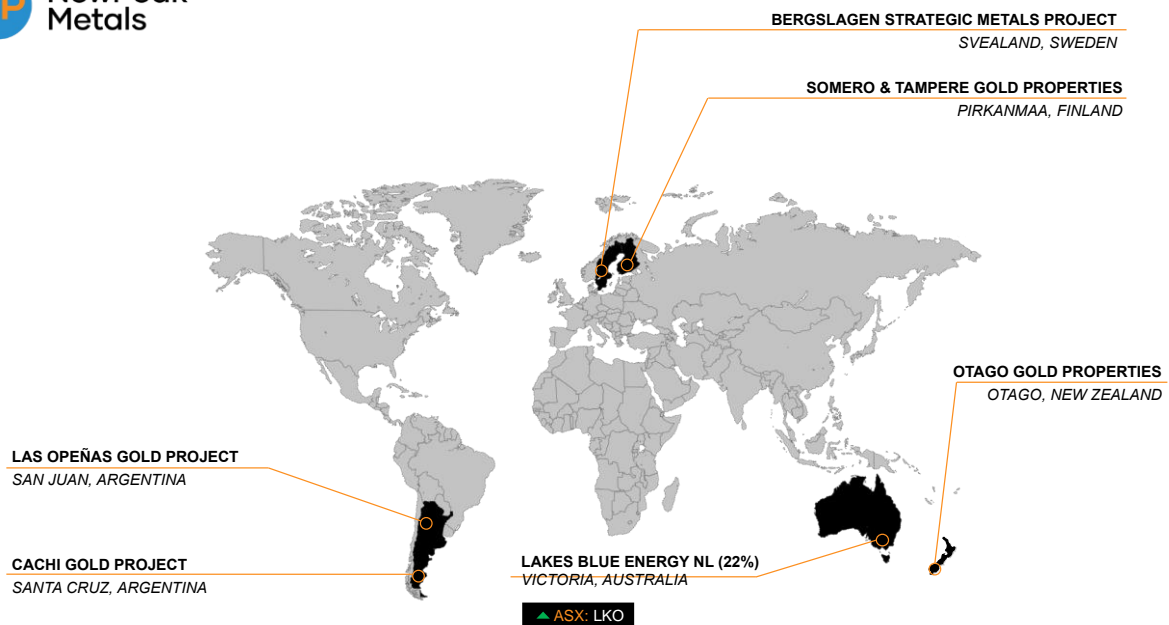 Metals
BERGSLAGEN STRATEGIC METALS PROJECT
SVEALAND, SWEDEN
SOMERO & TAMPERE GOLD PROPERTIES
PIRKANMAA, FINLAND
OTAGO GOLD PROPERTIES
OTAGO, NEW ZEALAND
LAS OPEÑAS GOLD PROJECT
SAN JUAN, ARGENTINA
CACHI GOLD PROJECT
SANTA CRUZ, ARGENTINA
LAKES BLUE ENERGY NL (22%)
VICTORIA, AUSTRALIA
ASX: LKO